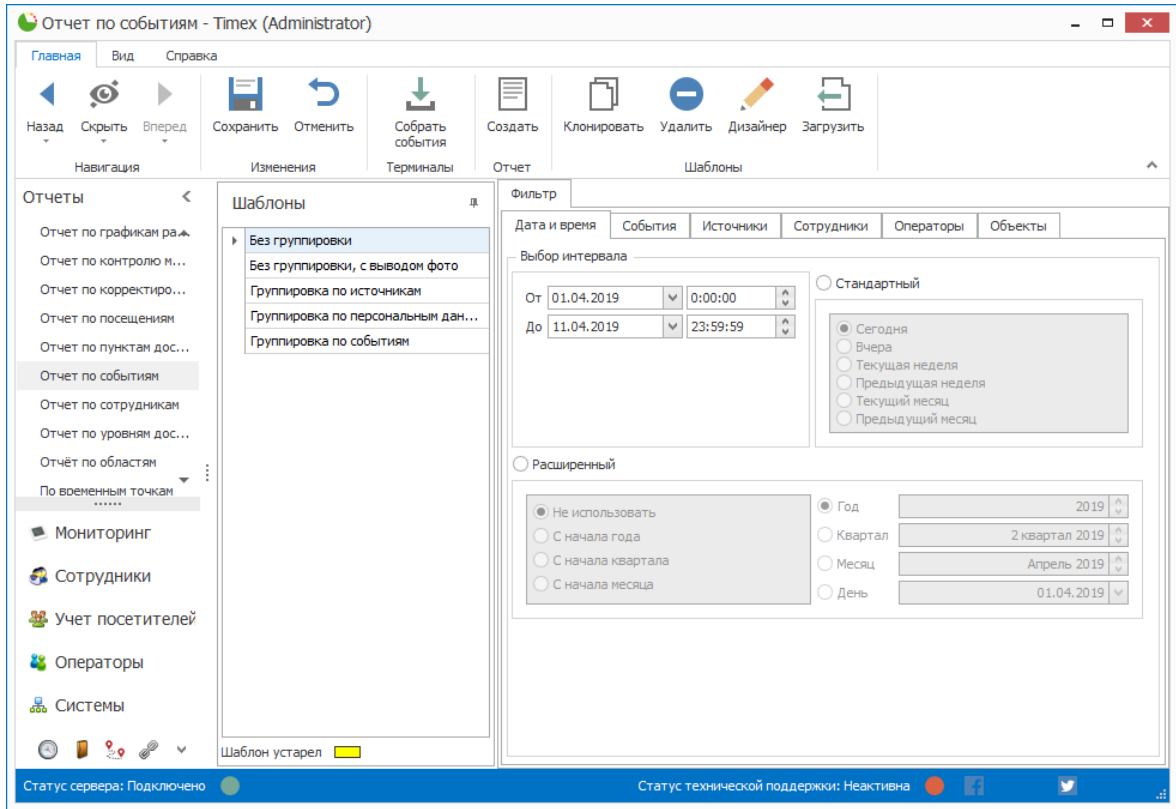 Отчет по событиям - Timex (Administrator)
Главная Вид Справка
Назад Скрыть Вперед Сохранить Отменить Собрать события Создать Клонировать Удалить Дизайнер Загрузить
Навигация Изменения Терминалы Отчет Шаблоны
Отчеты
Отчет по графикам ра...
Отчет по контролю м...
Отчет по корректиро...
Отчет по посещениям
Отчет по пунктам дос...
Отчет по событиям
Отчет по сотрудникам
Отчет по уровням дос...
Отчёт по областям
По временным точкам
Мониторинг
Сотрудники
Учет посетителей
Операторы
Системы
Шаблоны
Без группировки
Без группировки, с выводом фото
Группировка по источникам
Группировка по персональным дан...
Группировка по событиям
Шаблон устарел
Фильтр
Дата и время События Источники Сотрудники Операторы Объекты
Выбор интервала
От 01.04.2019 0:00:00
До 11.04.2019 23:59:59
Стандартный
Сегодня
Вчера
Текущая неделя
Предыдущая неделя
Текущий месяц
Предыдущий месяц
Расширенный
Не использовать
С начала года
С начала квартала
С начала месяца
Год 2019
Квартал 2 квартал 2019
Месяц Апрель 2019
День 01.04.2019
Статус сервера: Подключено Статус технической поддержки: Неактивна